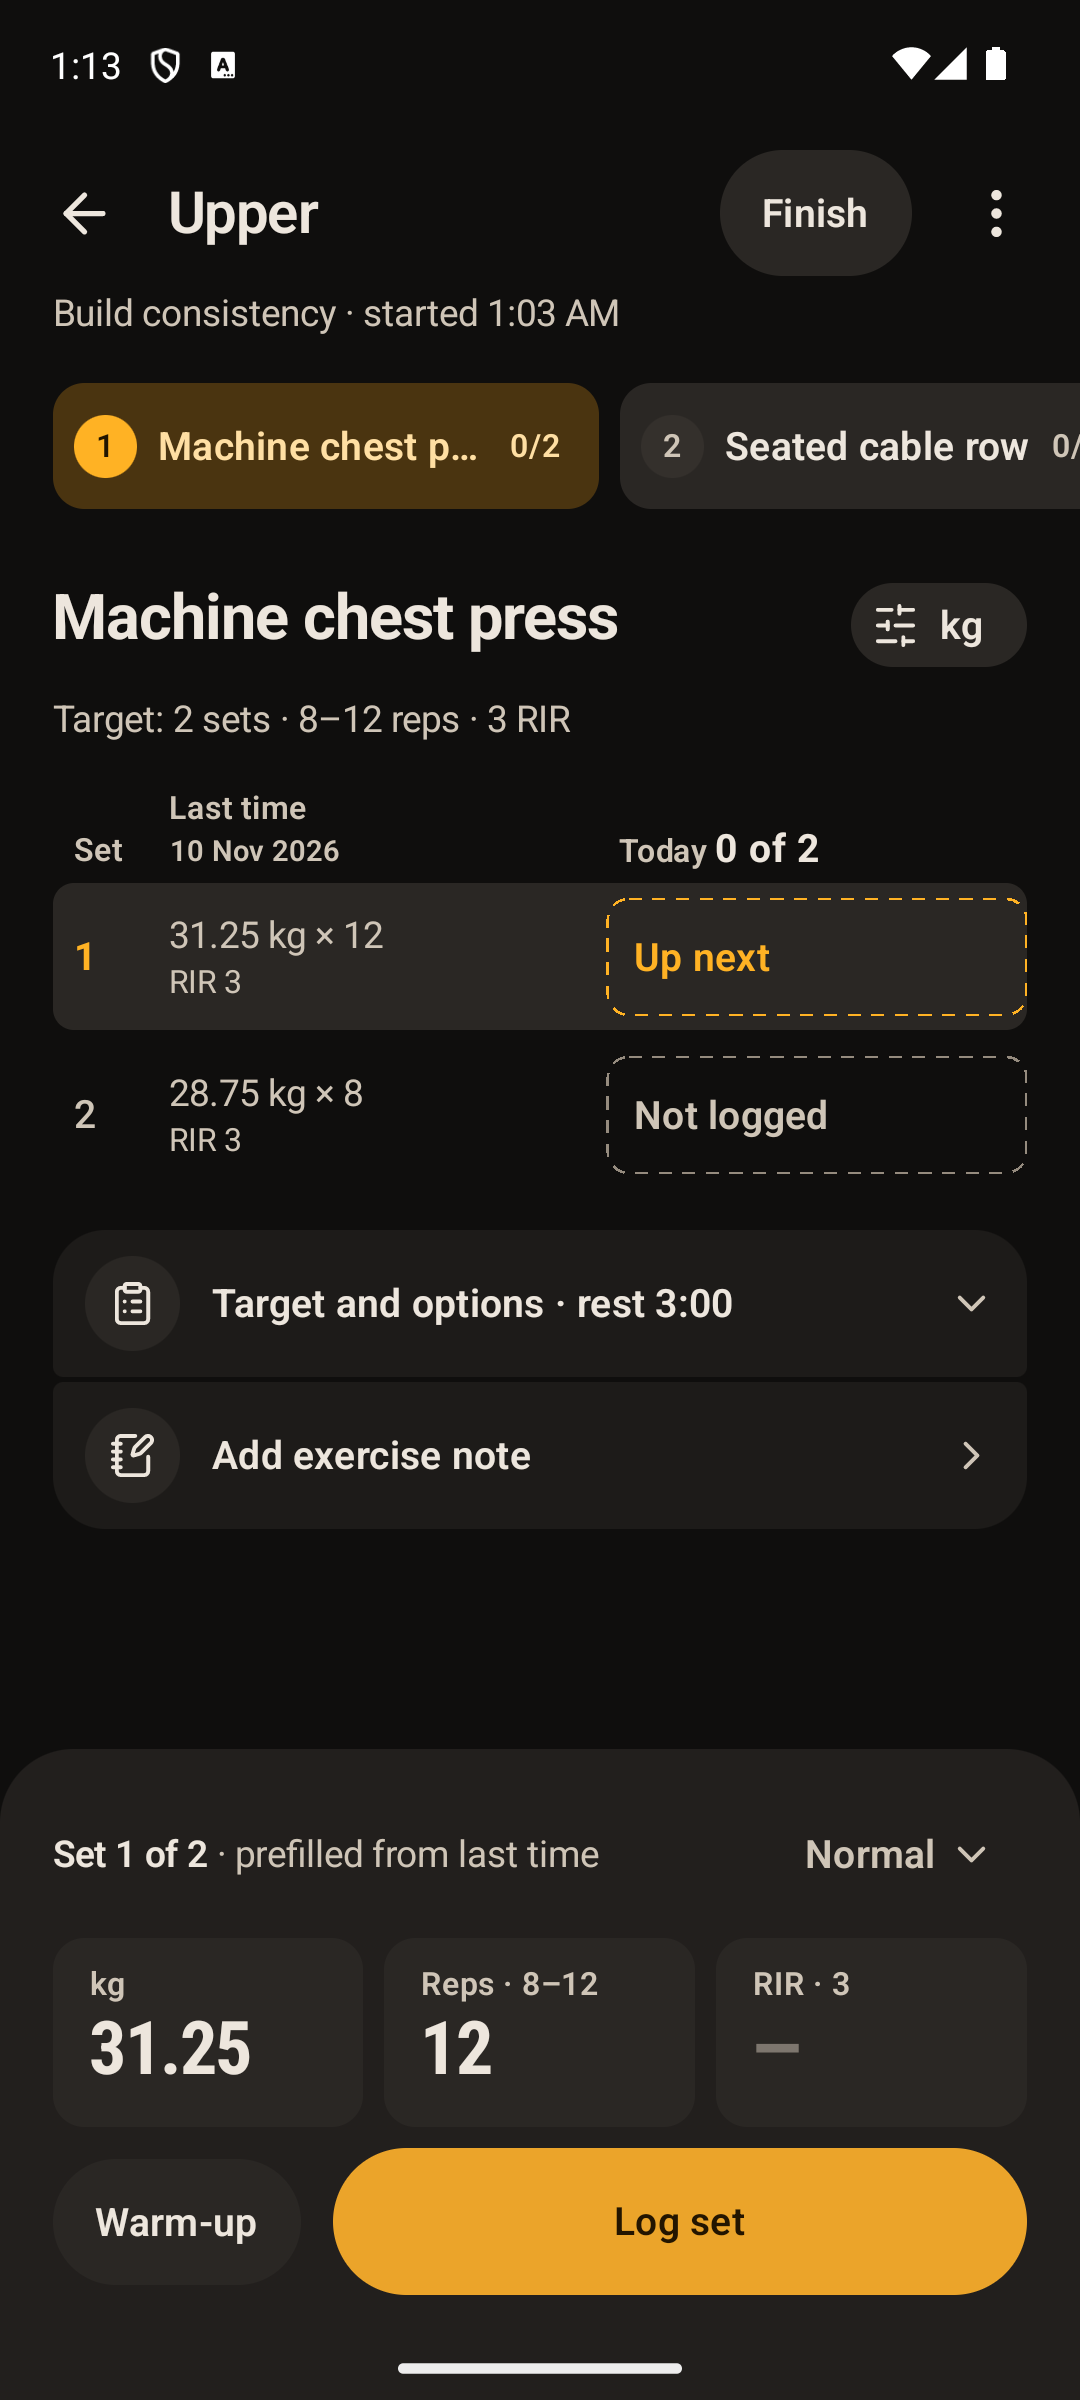 1:13
Upper
Finish
Build consistency · started 1:03 AM
1 Machine chest p... 0/2
2 Seated cable row 0/
Machine chest press
kg
Target: 2 sets · 8–12 reps · 3 RIR
Set
Last time
10 Nov 2026
Today 0 of 2
1
31.25 kg × 12
RIR 3
Up next
2
28.75 kg × 8
RIR 3
Not logged
Target and options · rest 3:00
Add exercise note
Set 1 of 2 · prefilled from last time
Normal
kg
31.25
Reps · 8–12
12
RIR · 3
—
Warm-up
Log set